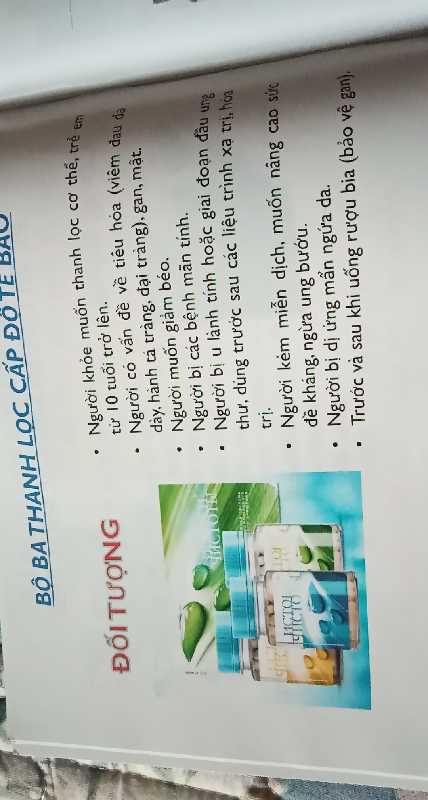 BỘ BA THANH LỌC CẤP ĐỘ TẾ BÀO
ĐỐI TƯỢNG
• Người khỏe muốn thanh lọc cơ thể, trẻ em
từ 10 tuổi trở lên.
• Người có vấn đề về tiêu hóa (viêm đau dạ
dày, hành tá tràng, đại tràng), gan, mật.
• Người muốn giảm béo.
• Người bị các bệnh mãn tính.
• Người bị u lành tính hoặc giai đoạn đầu ung
thư, dùng trước sau các liệu trình xạ trị, hóa
trị.
• Người kém miễn dịch, muốn nâng cao sức
đề kháng, ngừa ung bướu.
• Người bị dị ứng mẩn ngứa da.
• Trước và sau khi uống rượu bia (bảo vệ gan).